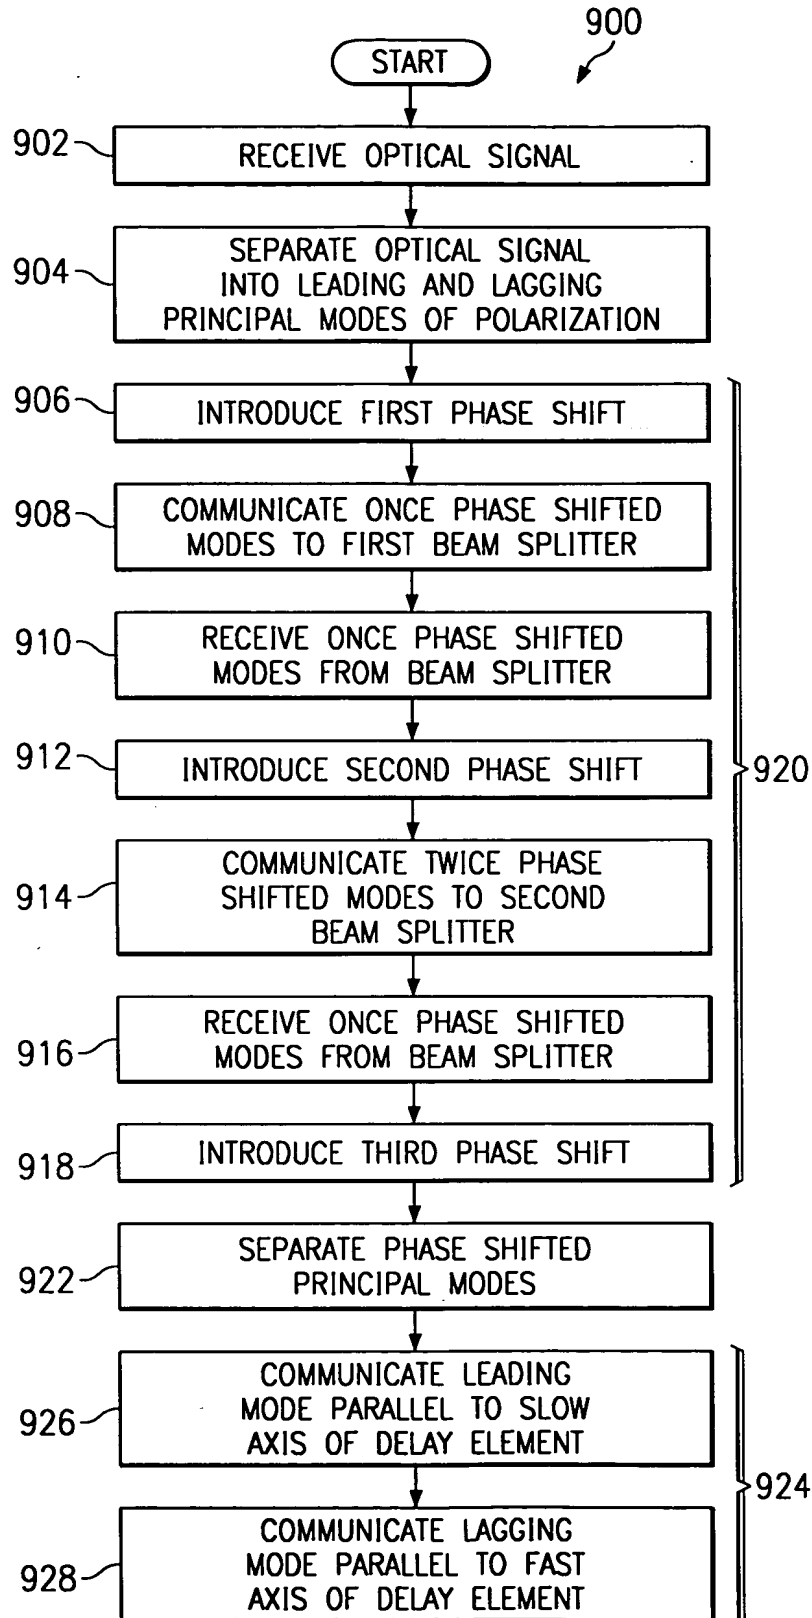 900
START
902
RECEIVE OPTICAL SIGNAL
904
SEPARATE OPTICAL SIGNAL
INTO LEADING AND LAGGING
PRINCIPAL MODES OF POLARIZATION
906
INTRODUCE FIRST PHASE SHIFT
908
COMMUNICATE ONCE PHASE SHIFTED
MODES TO FIRST BEAM SPLITTER
910
RECEIVE ONCE PHASE SHIFTED
MODES FROM BEAM SPLITTER
912
INTRODUCE SECOND PHASE SHIFT
920
914
COMMUNICATE TWICE PHASE
SHIFTED MODES TO SECOND
BEAM SPLITTER
916
RECEIVE ONCE PHASE SHIFTED
MODES FROM BEAM SPLITTER
918
INTRODUCE THIRD PHASE SHIFT
922
SEPARATE PHASE SHIFTED
PRINCIPAL MODES
926
COMMUNICATE LEADING
MODE PARALLEL TO SLOW
AXIS OF DELAY ELEMENT
924
928
COMMUNICATE LAGGING
MODE PARALLEL TO FAST
AXIS OF DELAY ELEMENT